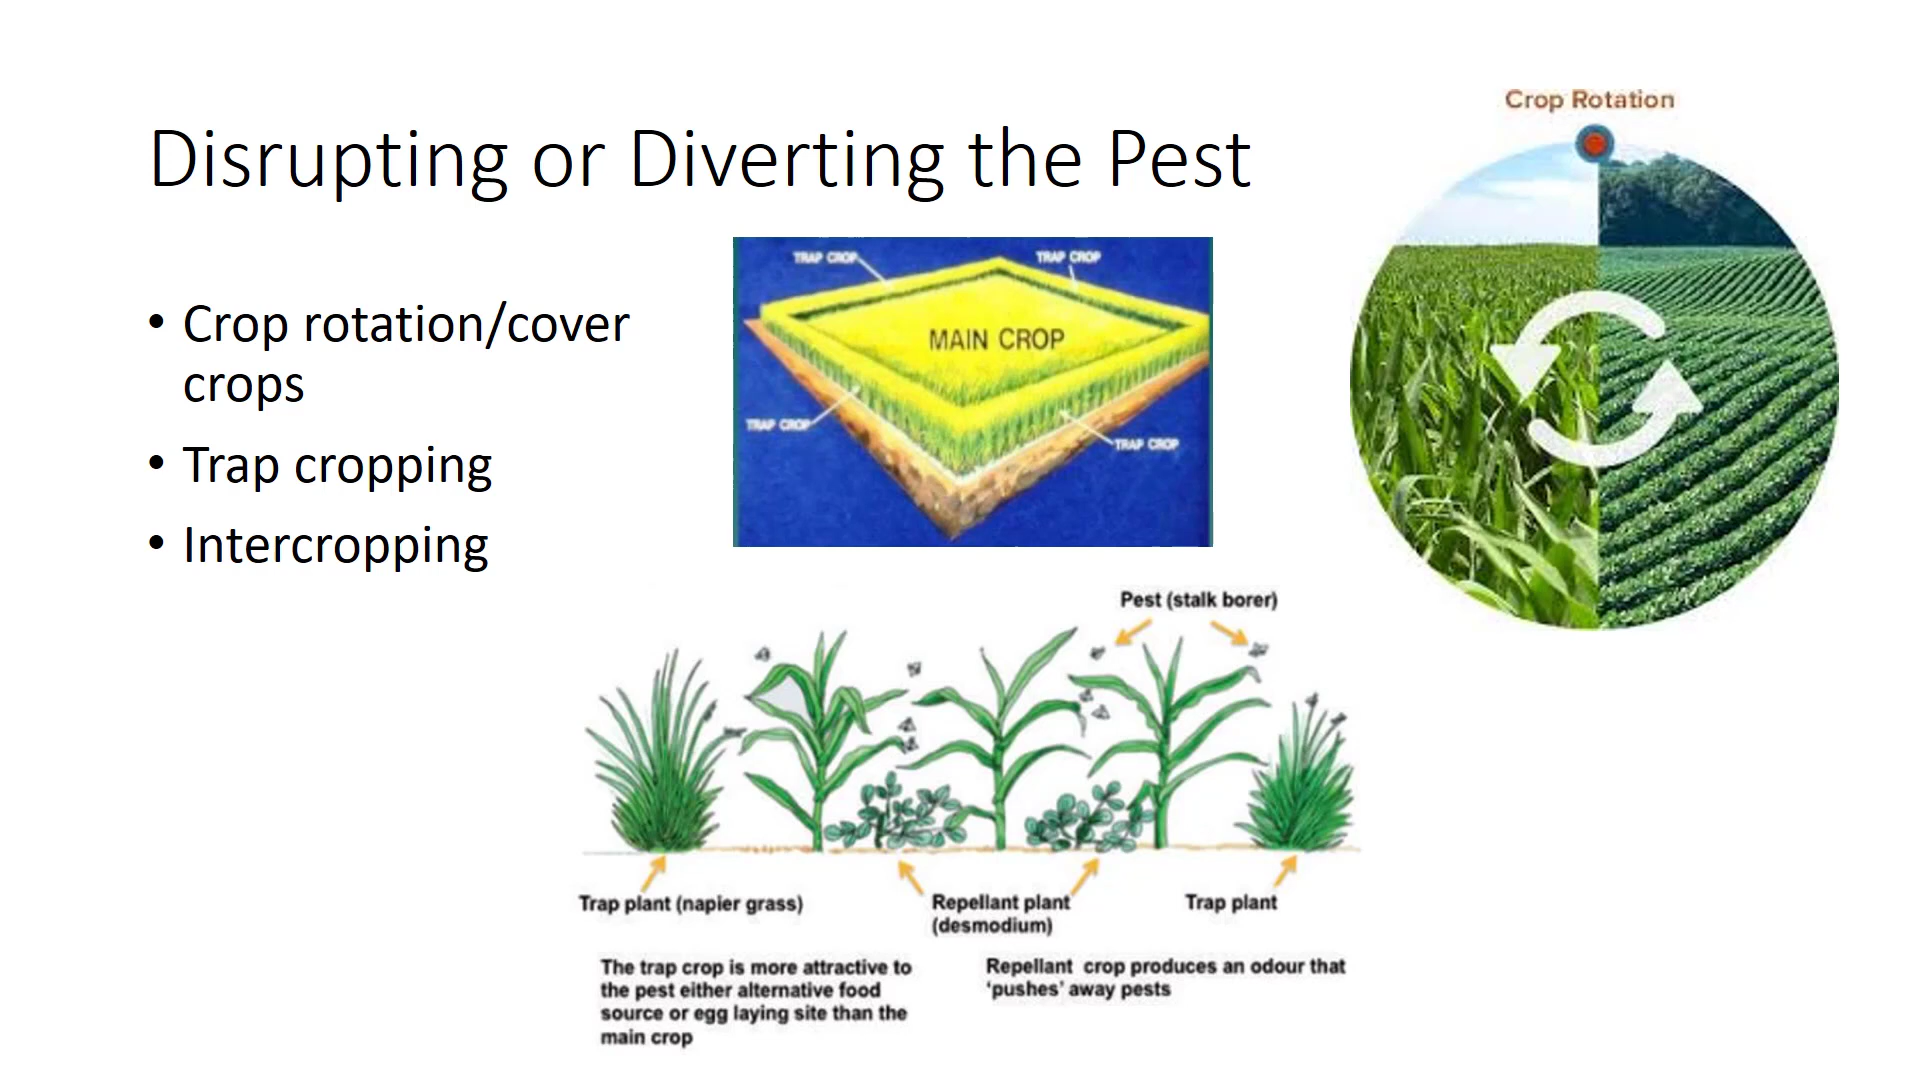 Disrupting or Diverting the Pest
• Crop rotation/cover
crops
• Trap cropping
• Intercropping
TRAP CROP
TRAP CROP
MAIN CROP
TRAP CROP
TRAP CROP
Crop Rotation
Pest (stalk borer)
Trap plant (napier grass)
Repellant plant
(desmodium)
Trap plant
The trap crop is more attractive to
the pest either alternative food
source or egg laying site than the
main crop
Repellant crop produces an odour that
‘pushes’ away pests